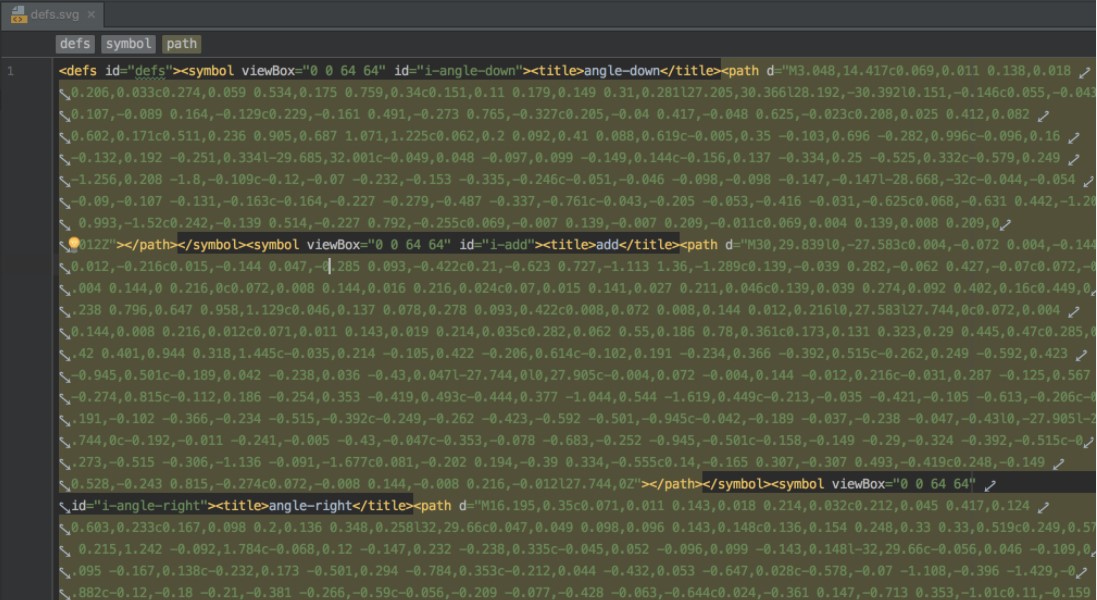 defs.svg ×
defs symbol path
1 <defs id="defs"><symbol viewBox="0 0 64 64" id="i-angle-down"><title>angle-down</title><path d="M3.048,14.417c0.069,0.011 0.138,0.018
0.206,0.033c0.274,0.059 0.534,0.175 0.759,0.34c0.151,0.11 0.179,0.149 0.31,0.281l27.205,30.366l28.192,-30.392l0.151,-0.146c0.055,-0.043
0.107,-0.089 0.164,-0.129c0.229,-0.161 0.491,-0.273 0.765,-0.327c0.205,-0.04 0.417,-0.048 0.625,-0.023c0.208,0.025 0.412,0.082
0.602,0.171c0.511,0.236 0.905,0.687 1.071,1.225c0.062,0.2 0.092,0.41 0.088,0.619c-0.005,0.35 -0.103,0.696 -0.282,0.996c-0.096,0.16
-0.132,0.192 -0.251,0.334l-29.685,32.001c-0.049,0.048 -0.097,0.099 -0.149,0.144c-0.156,0.137 -0.334,0.25 -0.525,0.332c-0.579,0.249
-1.256,0.208 -1.8,-0.109c-0.12,-0.07 -0.232,-0.153 -0.335,-0.246c-0.051,-0.046 -0.098,-0.098 -0.147,-0.147l-28.668,-32c-0.044,-0.054
-0.09,-0.107 -0.131,-0.163c-0.164,-0.227 -0.279,-0.487 -0.337,-0.761c-0.043,-0.205 -0.053,-0.416 -0.031,-0.625c0.068,-0.631 0.442,-1.20
0.993,-1.52c0.242,-0.139 0.514,-0.227 0.792,-0.255c0.069,-0.007 0.139,-0.007 0.209,-0.011c0.069,0.004 0.139,0.008 0.209,0
012Z"></path></symbol><symbol viewBox="0 0 64 64" id="i-add"><title>add</title><path d="M30,29.839l0,-27.583c0.004,-0.072 0.004,-0.144
0.012,-0.216c0.015,-0.144 0.047,-0.285 0.093,-0.422c0.21,-0.623 0.727,-1.113 1.36,-1.289c0.139,-0.039 0.282,-0.062 0.427,-0.07c0.072,-0
.004 0.144,0 0.216,0c0.072,0.008 0.144,0.016 0.216,0.024c0.07,0.015 0.141,0.027 0.211,0.046c0.139,0.039 0.274,0.092 0.402,0.16c0.449,0
.238 0.796,0.647 0.958,1.129c0.046,0.137 0.078,0.278 0.093,0.422c0.008,0.072 0.008,0.144 0.012,0.216l0,27.583l27.744,0c0.072,0.004
0.144,0.008 0.216,0.012c0.071,0.011 0.143,0.019 0.214,0.035c0.282,0.062 0.55,0.186 0.78,0.361c0.173,0.131 0.323,0.29 0.445,0.47c0.285,0
.42 0.401,0.944 0.318,1.445c-0.035,0.214 -0.105,0.422 -0.206,0.614c-0.102,0.191 -0.234,0.366 -0.392,0.515c-0.262,0.249 -0.592,0.423
-0.945,0.501c-0.189,0.042 -0.238,0.036 -0.43,0.047l-27.744,0l0,27.905c-0.004,0.072 -0.004,0.144 -0.012,0.216c-0.031,0.287 -0.125,0.567
-0.274,0.815c-0.112,0.186 -0.254,0.353 -0.419,0.493c-0.444,0.377 -1.044,0.544 -1.619,0.449c-0.213,-0.035 -0.421,-0.105 -0.613,-0.206c-0
.191,-0.102 -0.366,-0.234 -0.515,-0.392c-0.249,-0.262 -0.423,-0.592 -0.501,-0.945c-0.042,-0.189 -0.037,-0.238 -0.047,-0.43l0,-27.905l-2
.744,0c-0.192,-0.011 -0.241,-0.005 -0.43,-0.047c-0.353,-0.078 -0.683,-0.252 -0.945,-0.501c-0.158,-0.149 -0.29,-0.324 -0.392,-0.515c-0
.273,-0.515 -0.306,-1.136 -0.091,-1.677c0.081,-0.202 0.194,-0.39 0.334,-0.555c0.14,-0.165 0.307,-0.307 0.493,-0.419c0.248,-0.149
0.528,-0.243 0.815,-0.274c0.072,-0.008 0.144,-0.008 0.216,-0.012l27.744,0Z"></path></symbol><symbol viewBox="0 0 64 64"
id="i-angle-right"><title>angle-right</title><path d="M16.195,0.35c0.071,0.011 0.143,0.018 0.214,0.032c0.212,0.045 0.417,0.124
0.603,0.233c0.167,0.098 0.2,0.136 0.348,0.258l32,29.66c0.047,0.049 0.098,0.096 0.143,0.148c0.136,0.154 0.248,0.33 0.33,0.519c0.249,0.57
0.215,1.242 -0.092,1.784c-0.068,0.12 -0.147,0.232 -0.238,0.335c-0.045,0.052 -0.096,0.099 -0.143,0.148l-32,29.66c-0.056,0.046 -0.109,0
.095 -0.167,0.138c-0.232,0.173 -0.501,0.294 -0.784,0.353c-0.212,0.044 -0.432,0.053 -0.647,0.028c-0.578,-0.07 -1.108,-0.396 -1.429,-0
.882c-0.12,-0.18 -0.21,-0.381 -0.266,-0.59c-0.056,-0.209 -0.077,-0.428 -0.063,-0.644c0.024,-0.361 0.147,-0.713 0.353,-1.01c0.11,-0.159